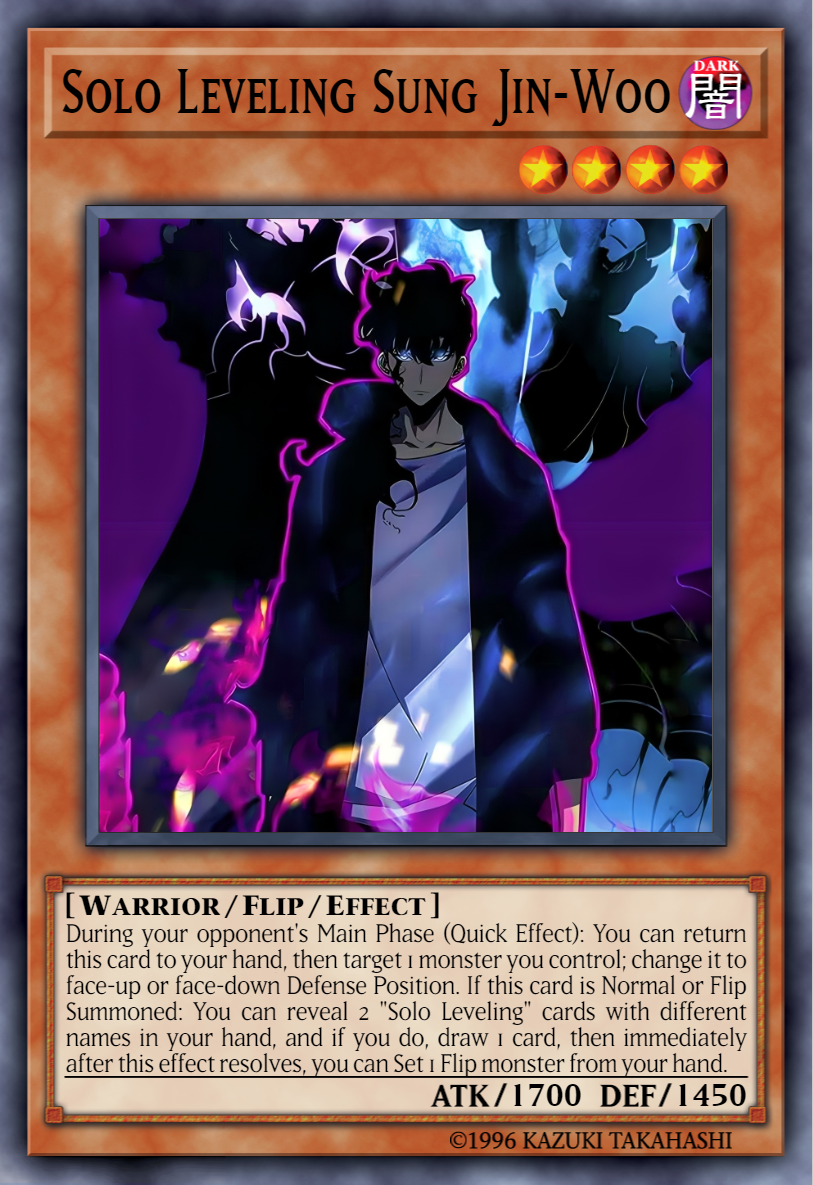 Solo Leveling Sung Jin-Woo
DARK
闇
[ Warrior / Flip / Effect ]
During your opponent's Main Phase (Quick Effect): You can return
this card to your hand, then target 1 monster you control; change it to
face-up or face-down Defense Position. If this card is Normal or Flip
Summoned: You can reveal 2 "Solo Leveling" cards with different
names in your hand, and if you do, draw 1 card, then immediately
after this effect resolves, you can Set 1 Flip monster from your hand.
ATK/1700 DEF/1450
©1996 KAZUKI TAKAHASHI